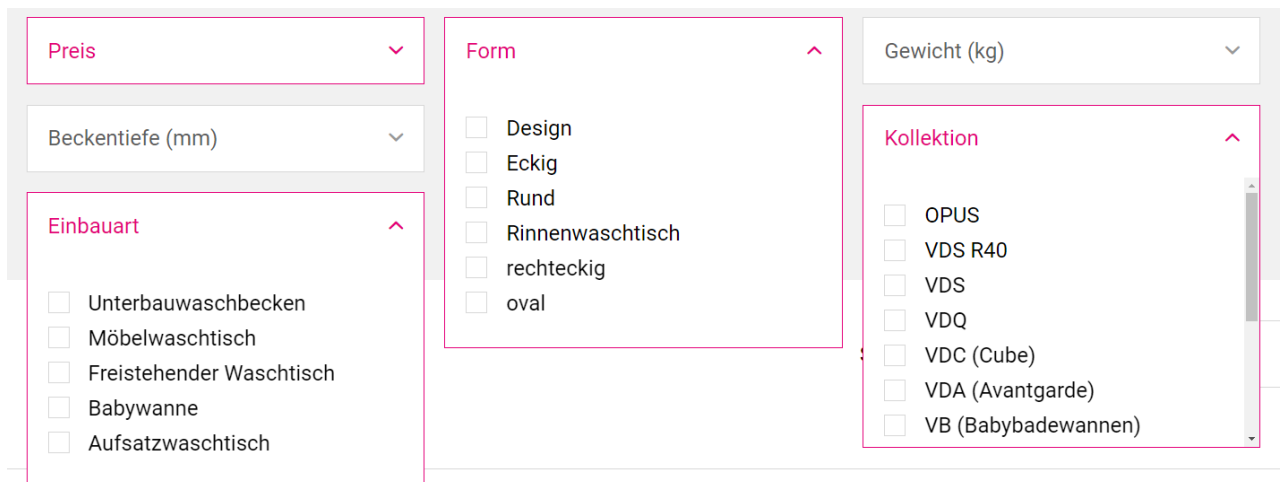 Preis
Beckentiefe (mm)
Einbauart
Unterbauwaschbecken
Möbelwaschtisch
Freistehender Waschtisch
Babywanne
Aufsatzwaschtisch
Form
Design
Eckig
Rund
Rinnenwaschtisch
rechteckig
oval
Gewicht (kg)
Kollektion
OPUS
VDS R40
VDS
VDQ
VDC (Cube)
VDA (Avantgarde)
VB (Babybadewannen)